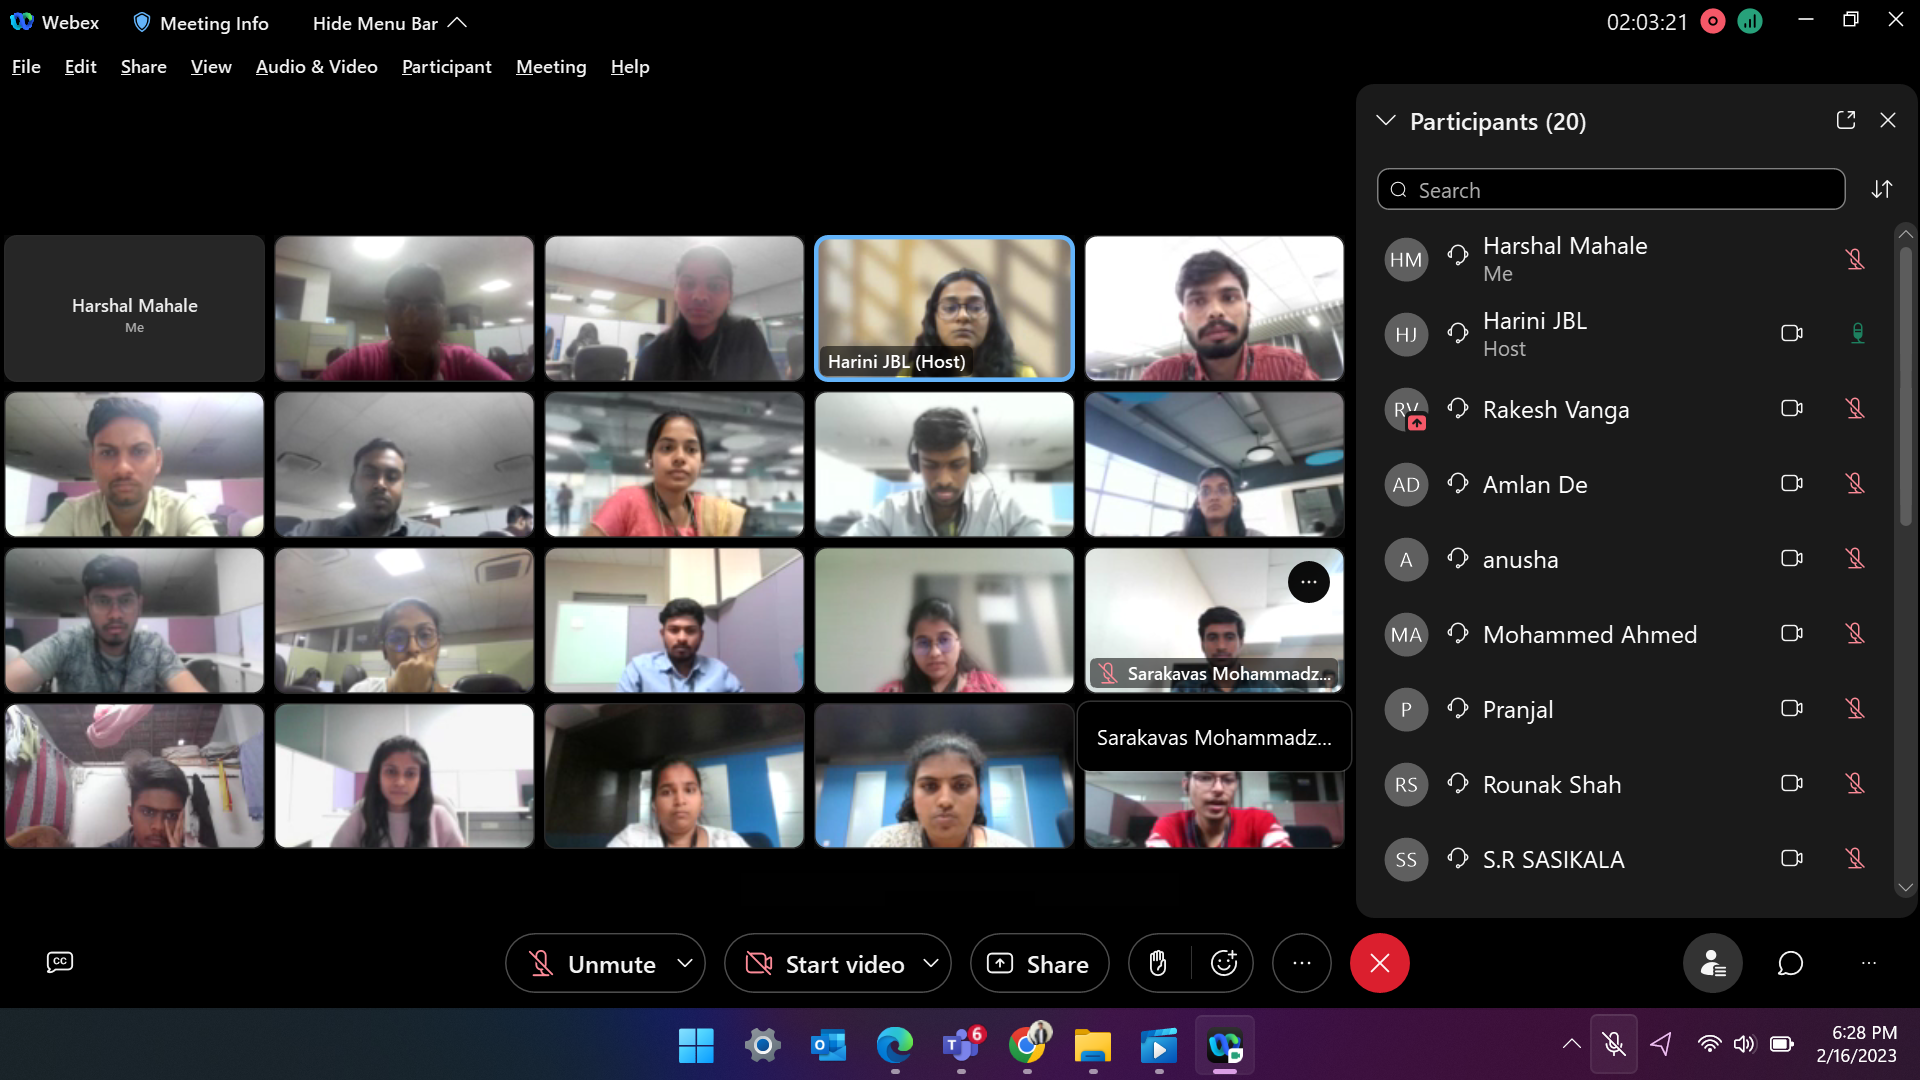 Webex
Meeting Info
Hide Menu Bar
02:03:21
File Edit Share View Audio & Video Participant Meeting Help
Participants (20)
Search
Harshal Mahale
Me
Harini JBL (Host)
Sarakavas Mohammadz...
Sarakavas Mohammadz...
HM Harshal Mahale
Me
HJ Harini JBL
Host
RV Rakesh Vanga
AD Amlan De
A anusha
MA Mohammed Ahmed
P Pranjal
RS Rounak Shah
SS S.R SASIKALA
CC
Unmute
Start video
Share
6
6:28 PM
2/16/2023